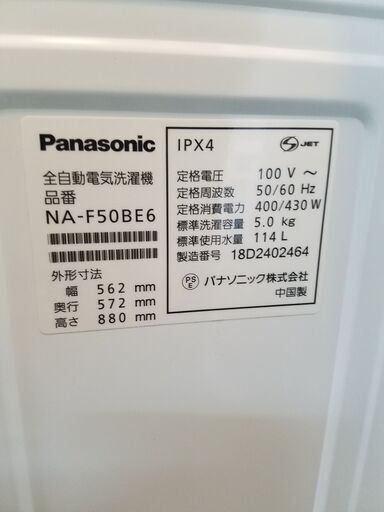 Panasonic
全自動電気洗濯機
品番
NA-F50BE6
外形寸法
幅 562 mm
奥行 572 mm
高さ 880 mm
IPX4
S JET
定格電圧 100 V ～
定格周波数 50/60 Hz
定格消費電力 400/430 W
標準洗濯容量 5.0 kg
標準使用水量 114 L
製造番号 18D2402464
PSE パナソニック株式会社
中国製